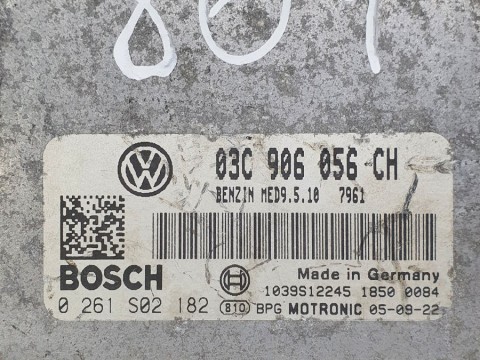 03C 906 056 CH
BENZIN MED9.5.10 7961
BOSCH
Made in Germany
1039S12245 1850 0084
0 261 S02 182 810 BPG MOTRONIC 05-09-22